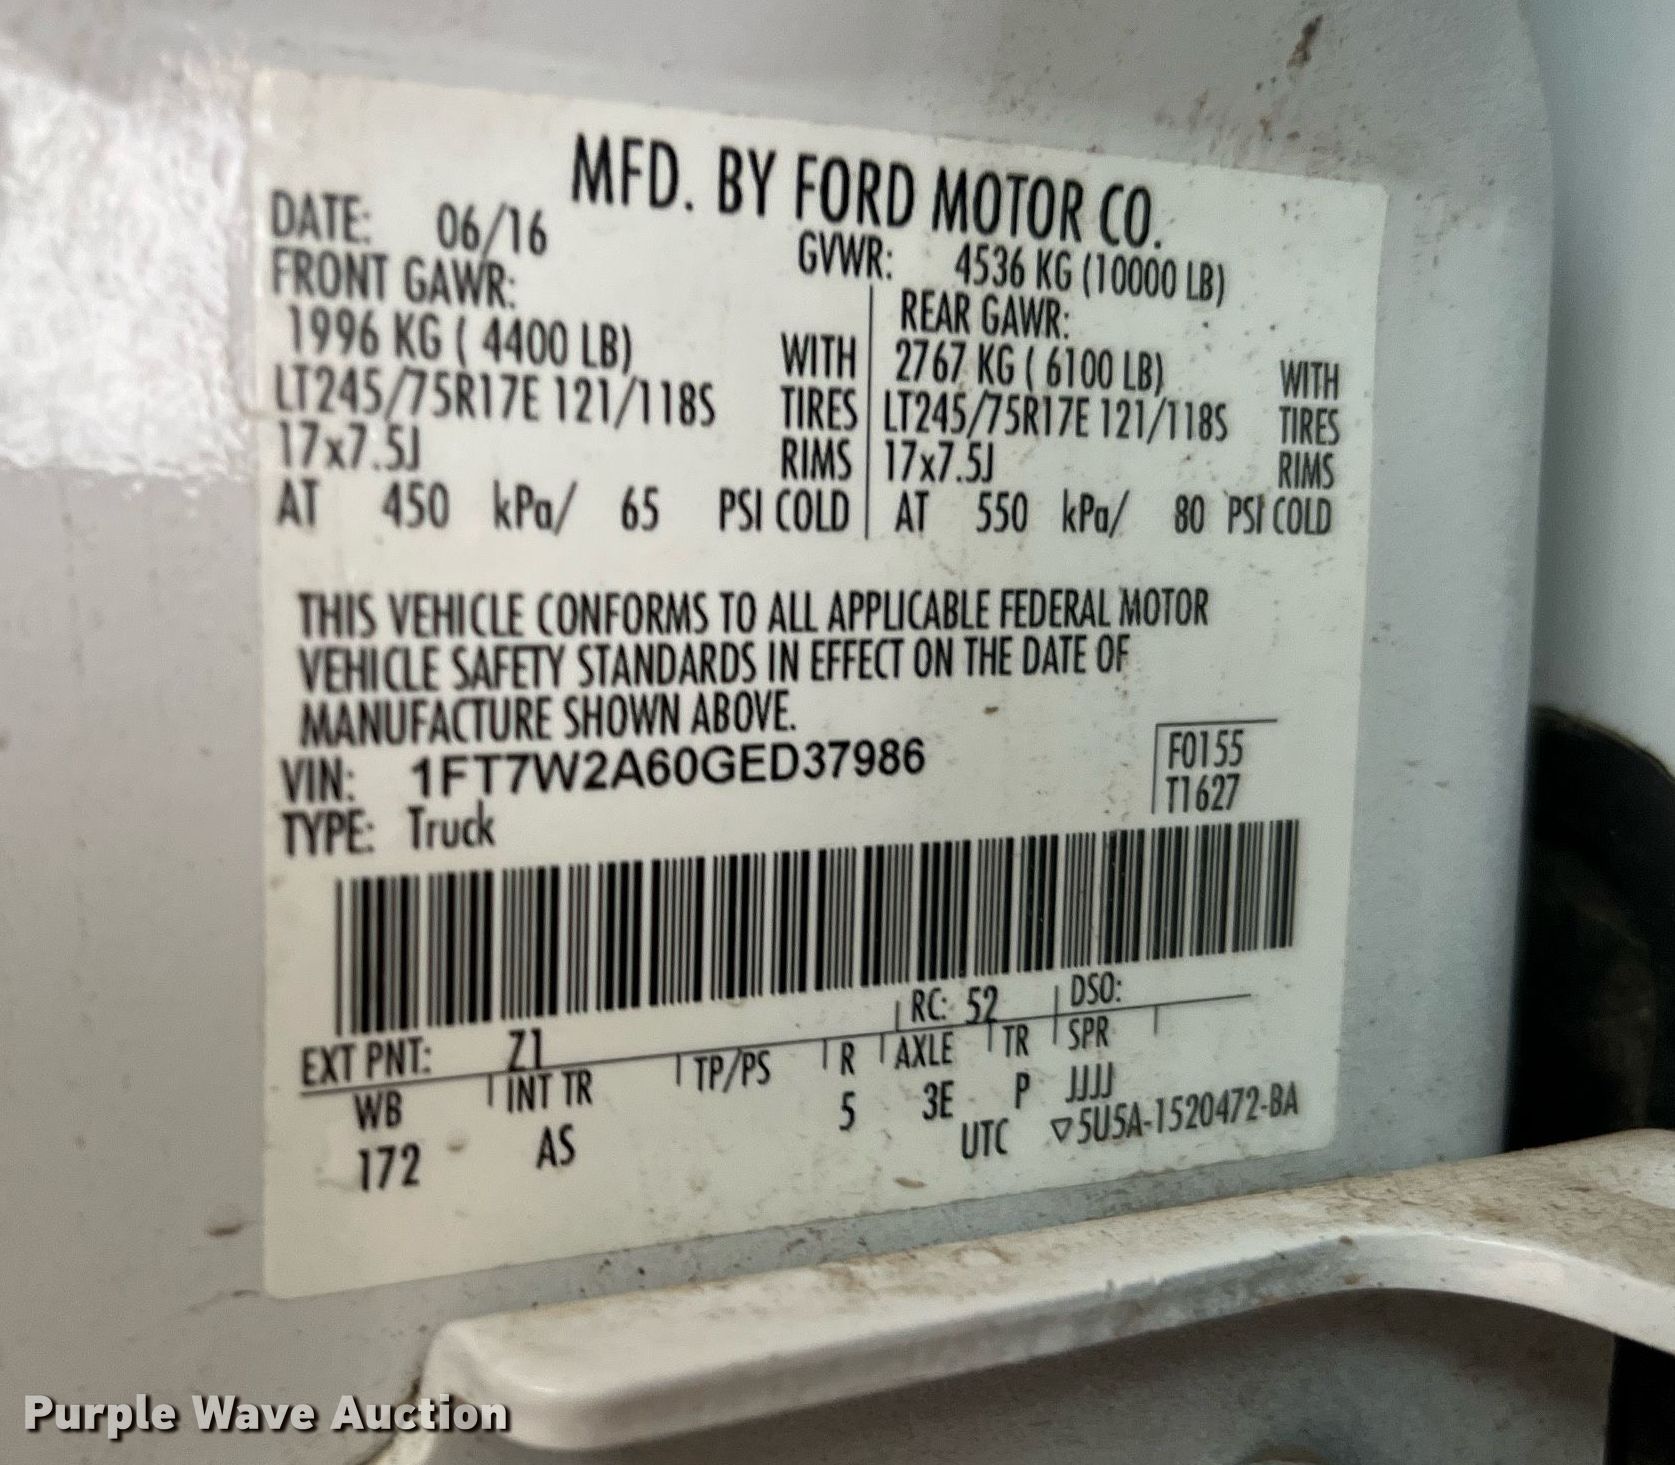 MFD. BY FORD MOTOR CO.
DATE: 06/16
GVWR: 4536 KG (10000 LB)
FRONT GAWR:
1996 KG ( 4400 LB) WITH
LT245/75R17E 121/118S TIRES
17x7.5J RIMS
AT 450 kPa/ 65 PSI COLD
REAR GAWR:
2767 KG ( 6100 LB) WITH
LT245/75R17E 121/118S TIRES
17x7.5J RIMS
AT 550 kPa/ 80 PSI COLD
THIS VEHICLE CONFORMS TO ALL APPLICABLE FEDERAL MOTOR
VEHICLE SAFETY STANDARDS IN EFFECT ON THE DATE OF
MANUFACTURE SHOWN ABOVE.
VIN: 1FT7W2A60GED37986
TYPE: Truck
F0155
T1627
EXT PNT: Z1 RC: 52 DSO:
WB INT TR TP/PS R AXLE TR SPR
172 AS 5 3E P JJJJ
UTC ▽5U5A-1520472-BA
Purple Wave Auction